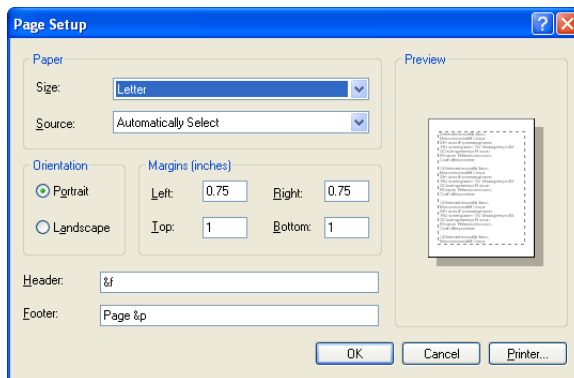 Page Setup
Paper
Size: Letter
Source: Automatically Select
Orientation
Portrait
Landscape
Margins (inches)
Left: 0.75 Right: 0.75
Top: 1 Bottom: 1
Header: &f
Footer: Page &p
Preview
OK Cancel Printer...